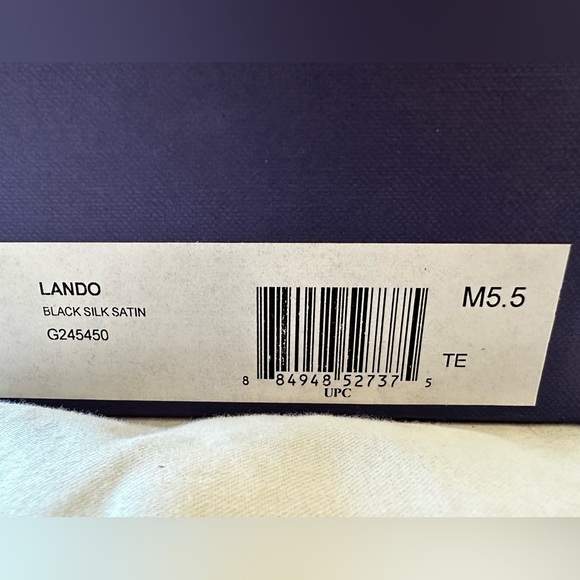 LANDO
BLACK SILK SATIN
G245450
M5.5
TE
8 84948 52737 5
UPC